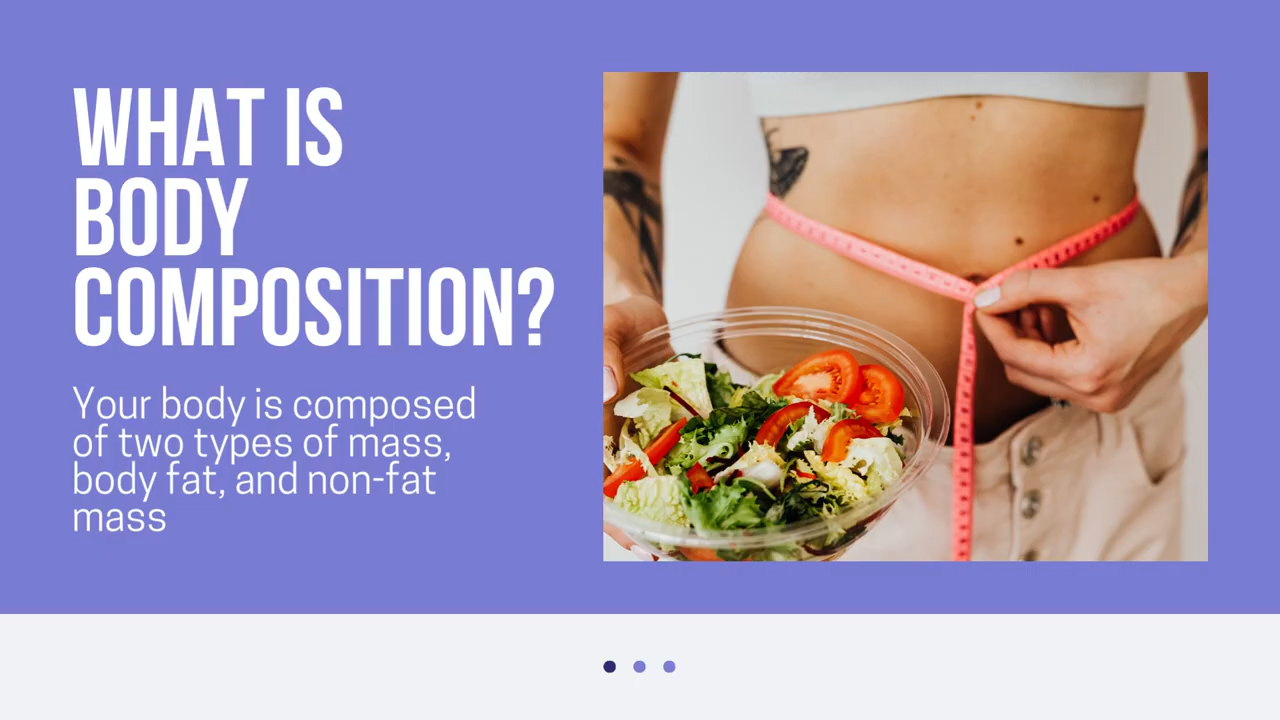 WHAT IS
BODY
COMPOSITION?
Your body is composed
of two types of mass,
body fat, and non-fat
mass